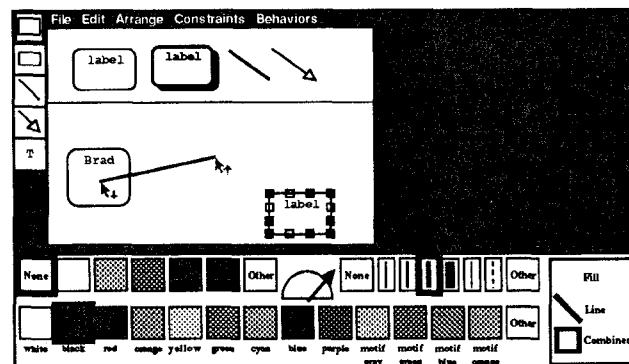 File Edit Arrange Constraints Behaviors
label label
T
Brad
label
None Other None Other Fill
Line
Other Combined
white black red orange yellow green cyan blue purple motif gray motif green motif blue motif orange